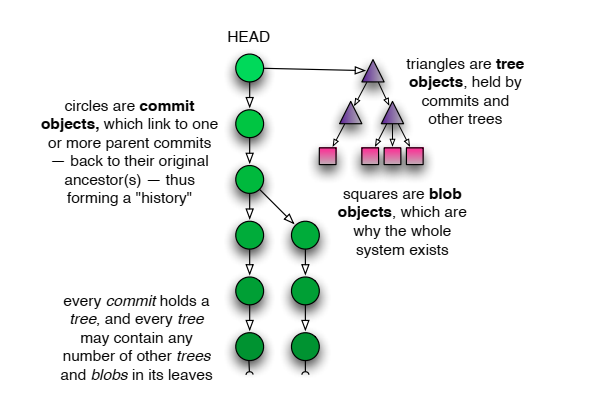 HEAD
triangles are tree
objects, held by
commits and
other trees
circles are commit
objects, which link to one
or more parent commits
— back to their original
ancestor(s) — thus
forming a "history"
squares are blob
objects, which are
why the whole
system exists
every commit holds a
tree, and every tree
may contain any
number of other trees
and blobs in its leaves